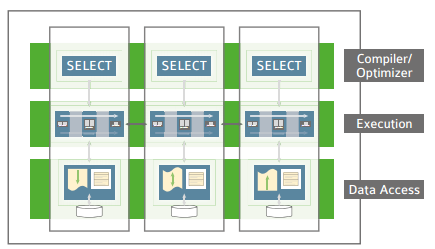 SELECT SELECT SELECT
Compiler/
Optimizer
Execution
Data Access